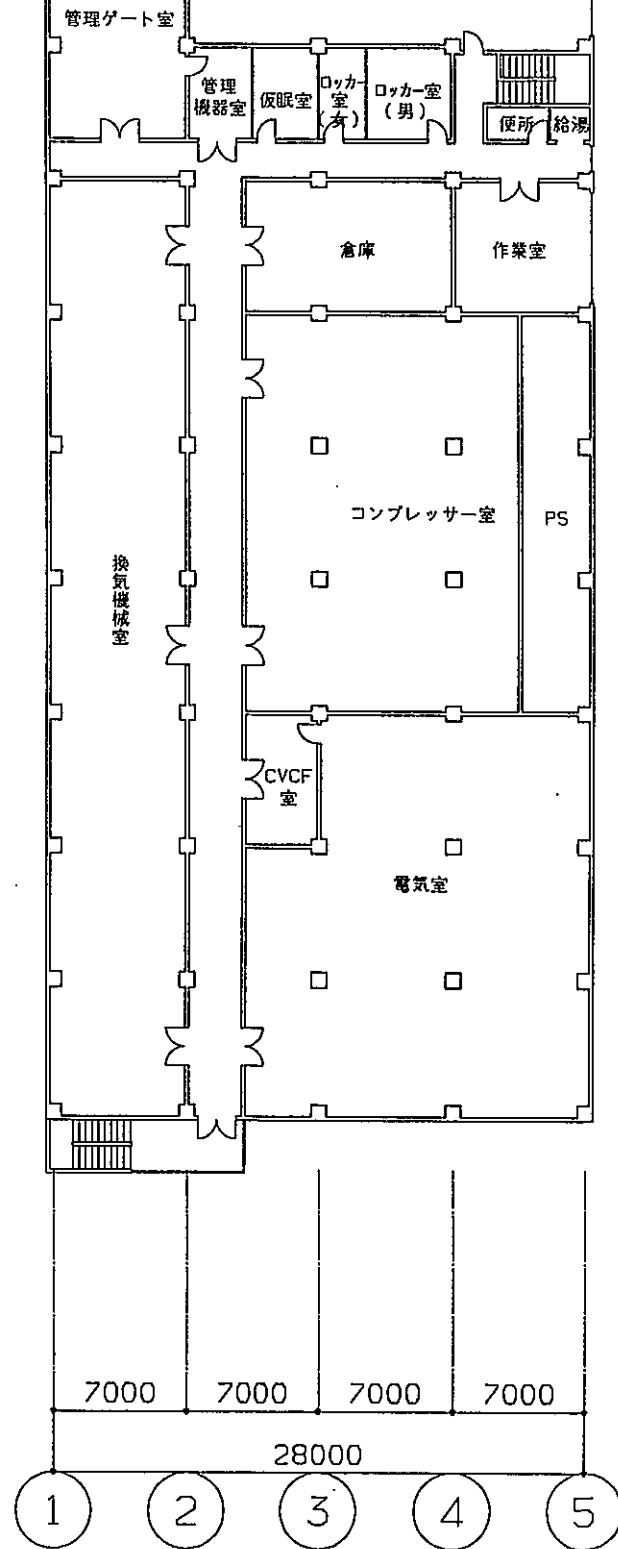 管理ゲート室
管理
機器室
仮眠室
ロッカー
室
(女)
ロッカー室
(男)
便所
給湯
倉庫
作業室
コンプレッサー室
PS
換気機械室
CVCF
室
電気室
7000
7000
7000
7000
28000
1
2
3
4
5